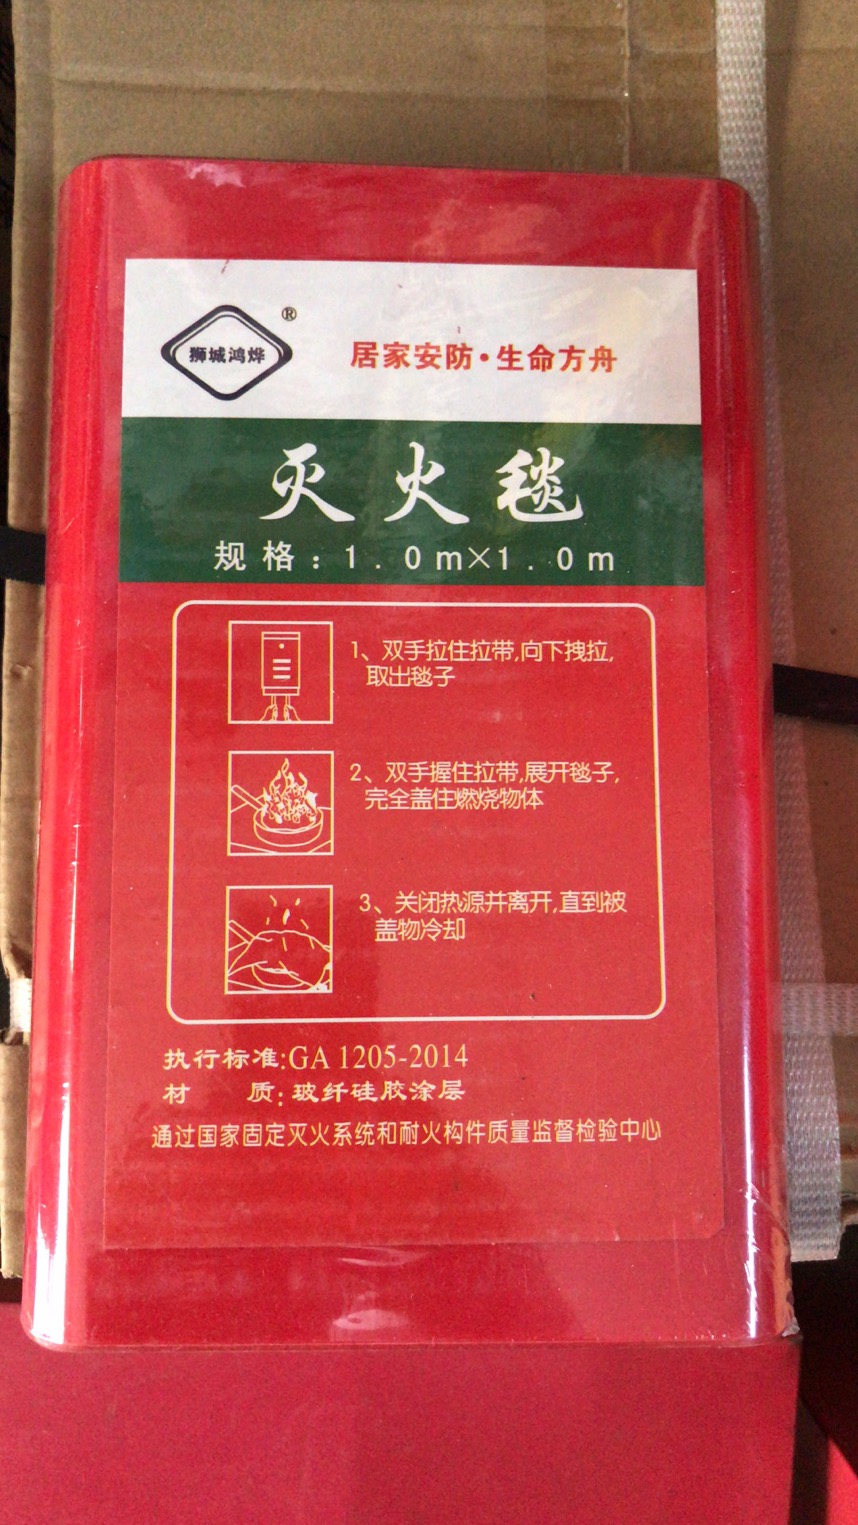 狮城鸿烨
®
居家安防·生命方舟
灭火毯
规格:1.0m×1.0m
1、双手拉住拉带,向下拽拉,
取出毯子
2、双手握住拉带,展开毯子,
完全盖住燃烧物体
3、关闭热源并离开,直到被
盖物冷却
执行标准:GA 1205-2014
材 质:玻纤硅胶涂层
通过国家固定灭火系统和耐火构件质量监督检验中心